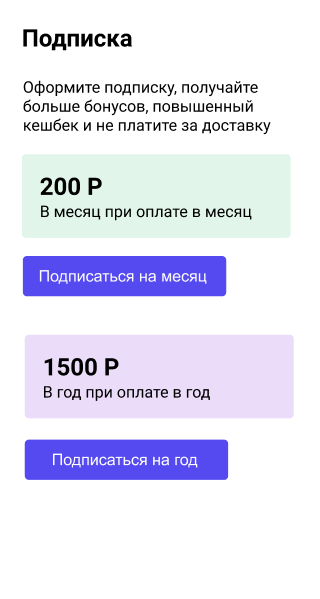 Подписка
Оформите подписку, получайте
больше бонусов, повышенный
кешбек и не платите за доставку
200 Р
В месяц при оплате в месяц
Подписаться на месяц
1500 Р
В год при оплате в год
Подписаться на год